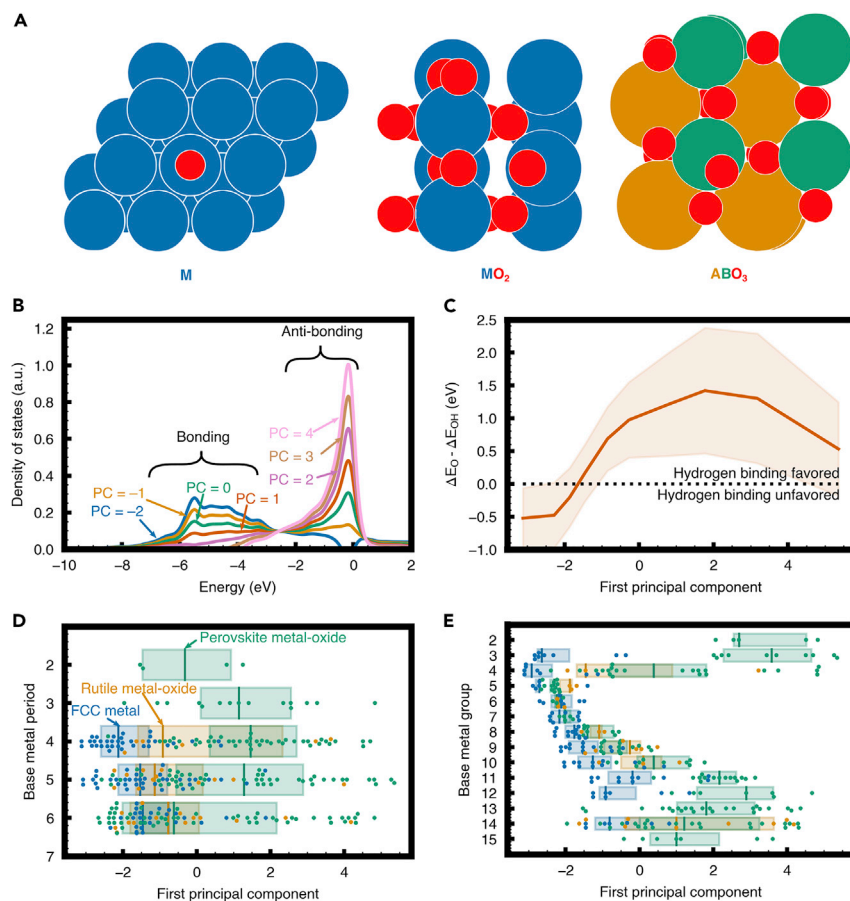 A
M
MO₂
ABO₃
B
Density of states (a.u.)
1.2
1.0
0.8
0.6
0.4
0.2
0.0
Anti-bonding
Bonding
PC = 4
PC = 3
PC = 2
PC = 1
PC = 0
PC = −1
PC = −2
−10
−8
−6
−4
−2
0
2
Energy (eV)
C
ΔE_O - ΔE_OH (eV)
2.5
2.0
1.5
1.0
0.5
0.0
−0.5
−1.0
Hydrogen binding favored
Hydrogen binding unfavored
−2
0
2
4
First principal component
D
Base metal period
Perovskite metal-oxide
Rutile metal-oxide
FCC metal
2
3
4
5
6
7
−2
0
2
4
First principal component
E
Base metal group
2
3
4
5
6
7
8
9
10
11
12
13
14
15
−2
0
2
4
First principal component